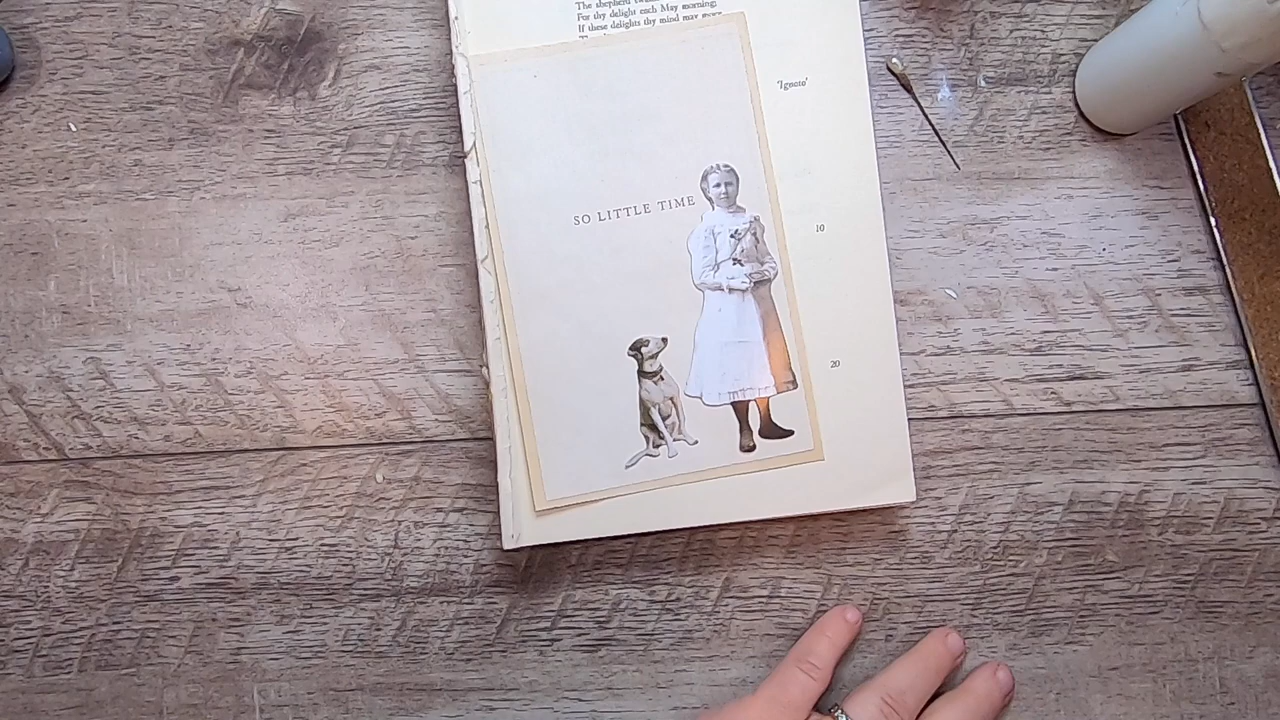 The shepherd
For thy delight each May morning;
If these delights thy mind may move
'Ignoto'
SO LITTLE TIME
10
20